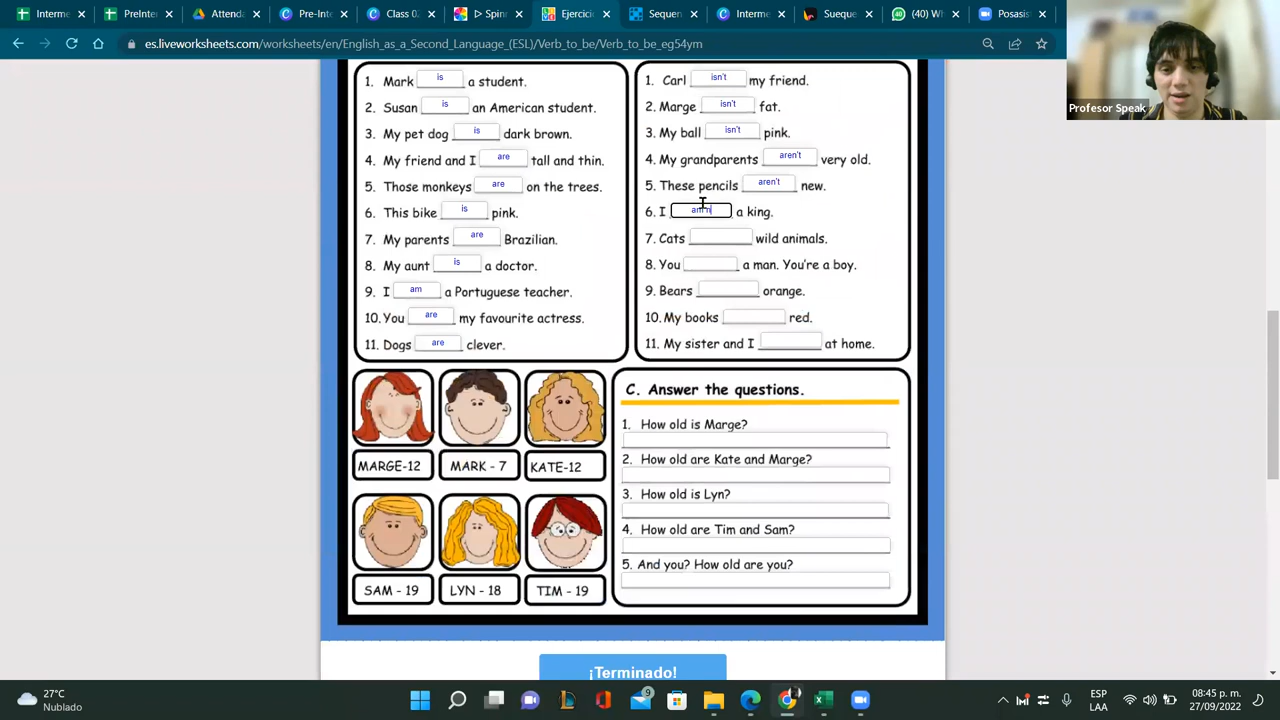 Interme
PreInter
Attenda
Pre-Inte
Class 02
▷ Spinn
Ejercicio
Sequen
Interme
Sueque
(40) Wh
Posasist
es.liveworksheets.com/worksheets/en/English_as_a_Second_Language_(ESL)/Verb_to_be/Verb_to_be_eg54ym
Profesor Speak
1. Mark is a student.
2. Susan is an American student.
3. My pet dog is dark brown.
4. My friend and I are tall and thin.
5. Those monkeys are on the trees.
6. This bike is pink.
7. My parents are Brazilian.
8. My aunt is a doctor.
9. I am a Portuguese teacher.
10. You are my favourite actress.
11. Dogs are clever.
1. Carl isn't my friend.
2. Marge isn't fat.
3. My ball isn't pink.
4. My grandparents aren't very old.
5. These pencils aren't new.
6. I am n a king.
7. Cats wild animals.
8. You a man. You're a boy.
9. Bears orange.
10. My books red.
11. My sister and I at home.
MARGE-12
MARK - 7
KATE-12
SAM - 19
LYN - 18
TIM - 19
C. Answer the questions.
1. How old is Marge?
2. How old are Kate and Marge?
3. How old is Lyn?
4. How old are Tim and Sam?
5. And you? How old are you?
¡Terminado!
27°C
Nublado
9
ESP
LAA
08:45 p. m.
27/09/2022